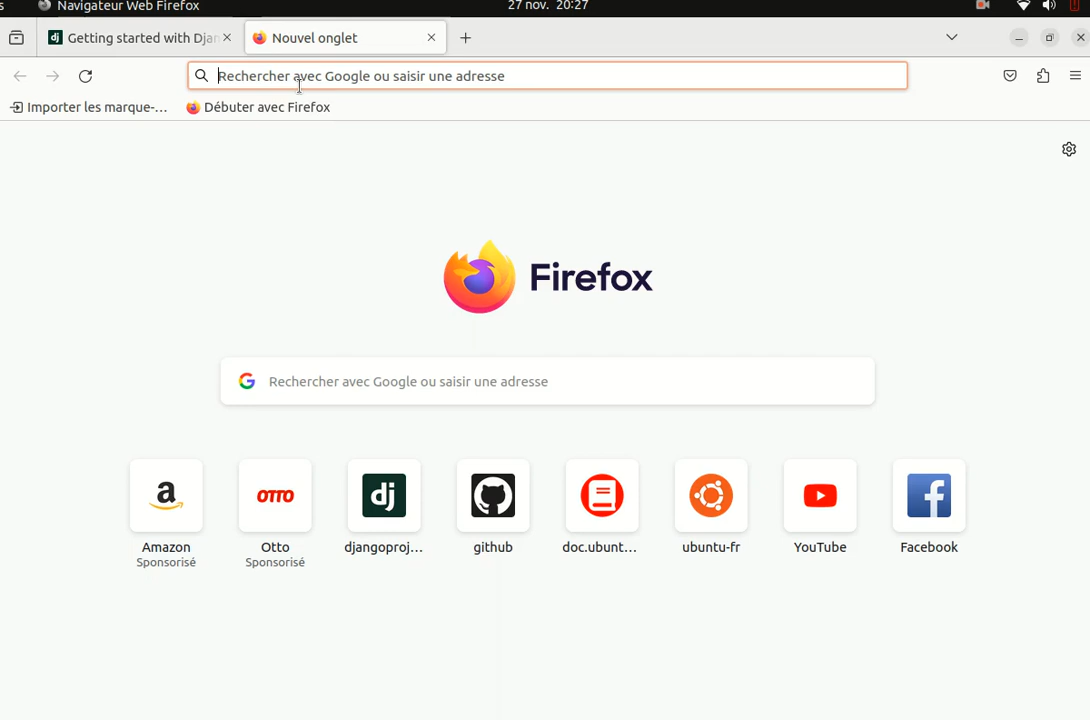 s Navigateur Web Firefox 27 nov. 20:27
Getting started with Djan
Nouvel onglet
Rechercher avec Google ou saisir une adresse
Importer les marque-…
Débuter avec Firefox
Firefox
Rechercher avec Google ou saisir une adresse
a
OTTO
dj
f
Amazon
Sponsorisé
Otto
Sponsorisé
djangoproj…
github
doc.ubunt…
ubuntu-fr
YouTube
Facebook